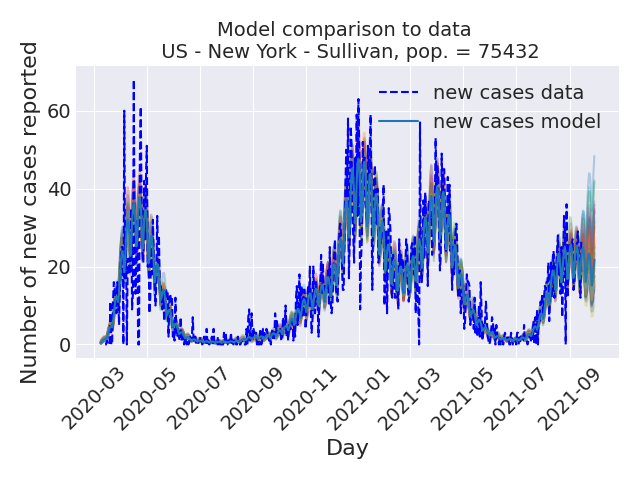 Model comparison to data
US - New York - Sullivan, pop. = 75432
Number of new cases reported
60
40
20
0
new cases data
new cases model
2020-03
2020-05
2020-07
2020-09
2020-11
2021-01
2021-03
2021-05
2021-07
2021-09
Day